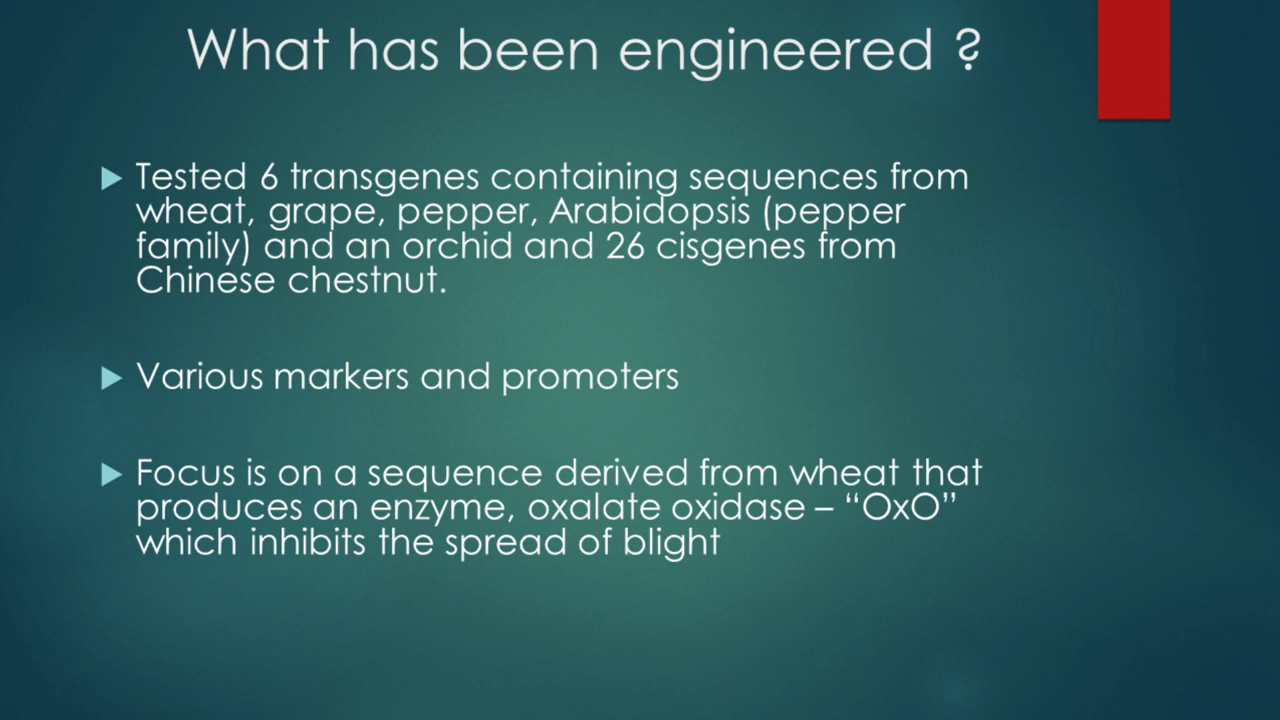 What has been engineered ?
Tested 6 transgenes containing sequences from
wheat, grape, pepper, Arabidopsis (pepper
family) and an orchid and 26 cisgenes from
Chinese chestnut.
Various markers and promoters
Focus is on a sequence derived from wheat that
produces an enzyme, oxalate oxidase – “OxO”
which inhibits the spread of blight